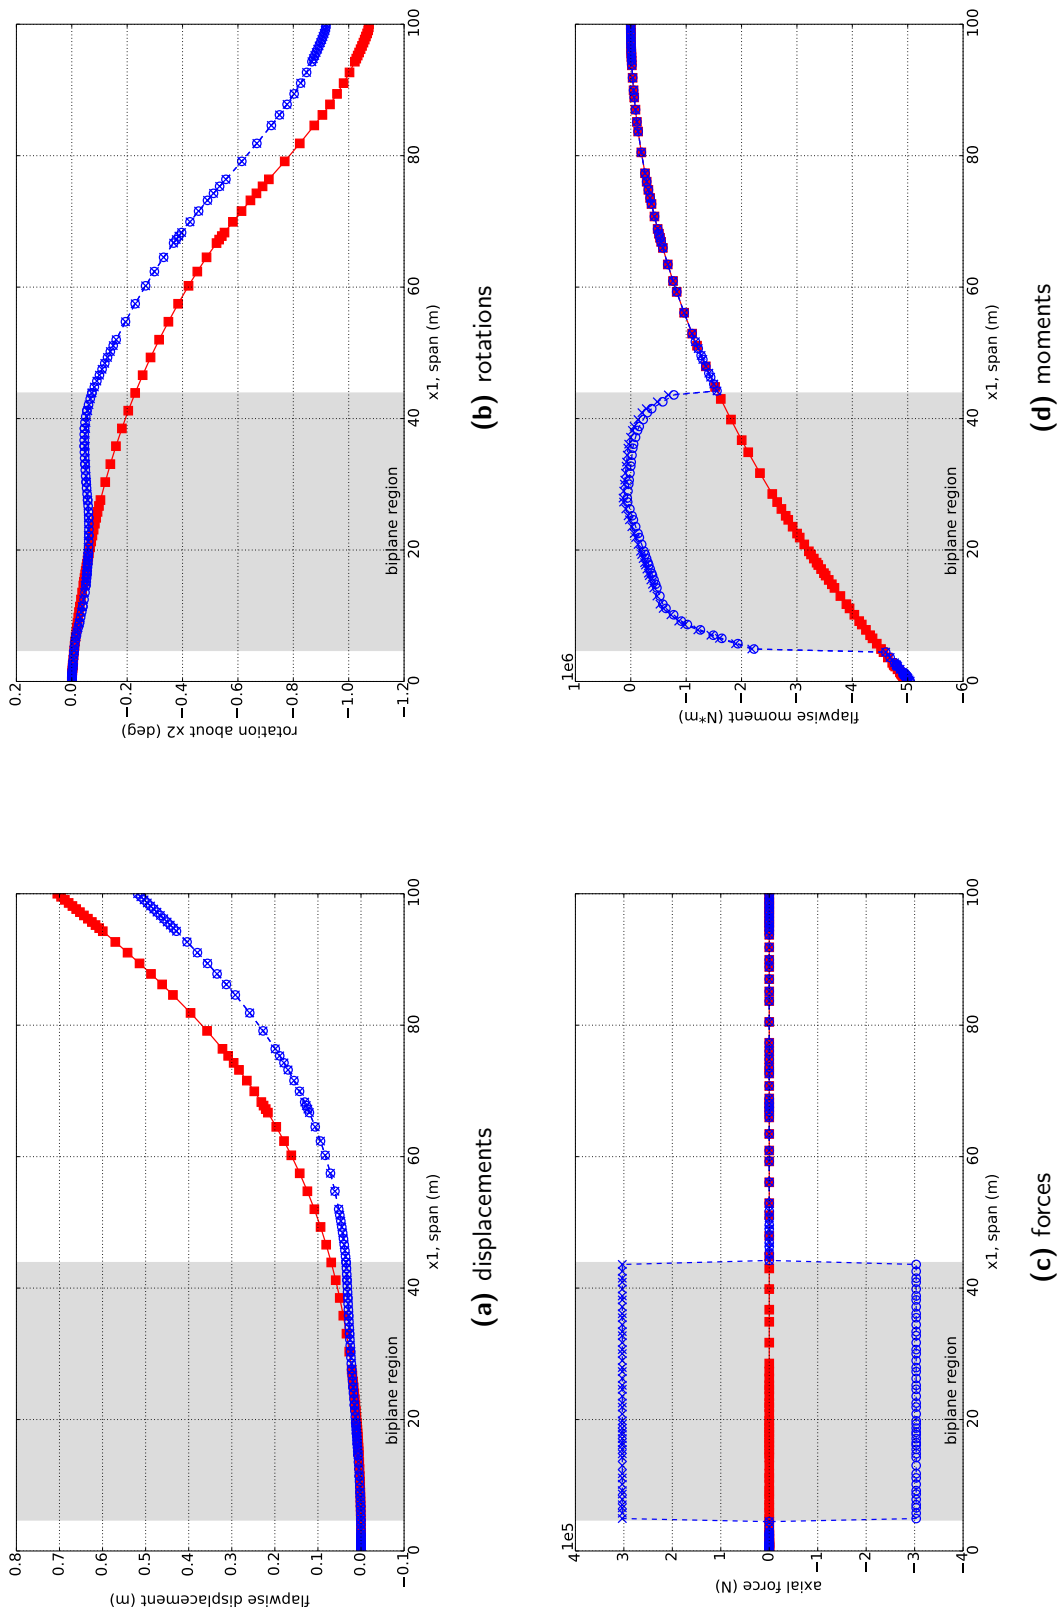 0.8
0.7
0.6
0.5
0.4
0.3
0.2
0.1
0.0
−0.1
flapwise displacement (m)
biplane region
0 20 40 60 80 100
x1, span (m)
(a) displacements
0.2
0.0
−0.2
−0.4
−0.6
−0.8
−1.0
−1.2
rotation about x2 (deg)
biplane region
0 20 40 60 80 100
x1, span (m)
(b) rotations
1e5
4
3
2
1
0
−1
−2
−3
−4
axial force (N)
biplane region
0 20 40 60 80 100
x1, span (m)
(c) forces
1e6
1
0
−1
−2
−3
−4
−5
−6
flapwise moment (N*m)
biplane region
0 20 40 60 80 100
x1, span (m)
(d) moments